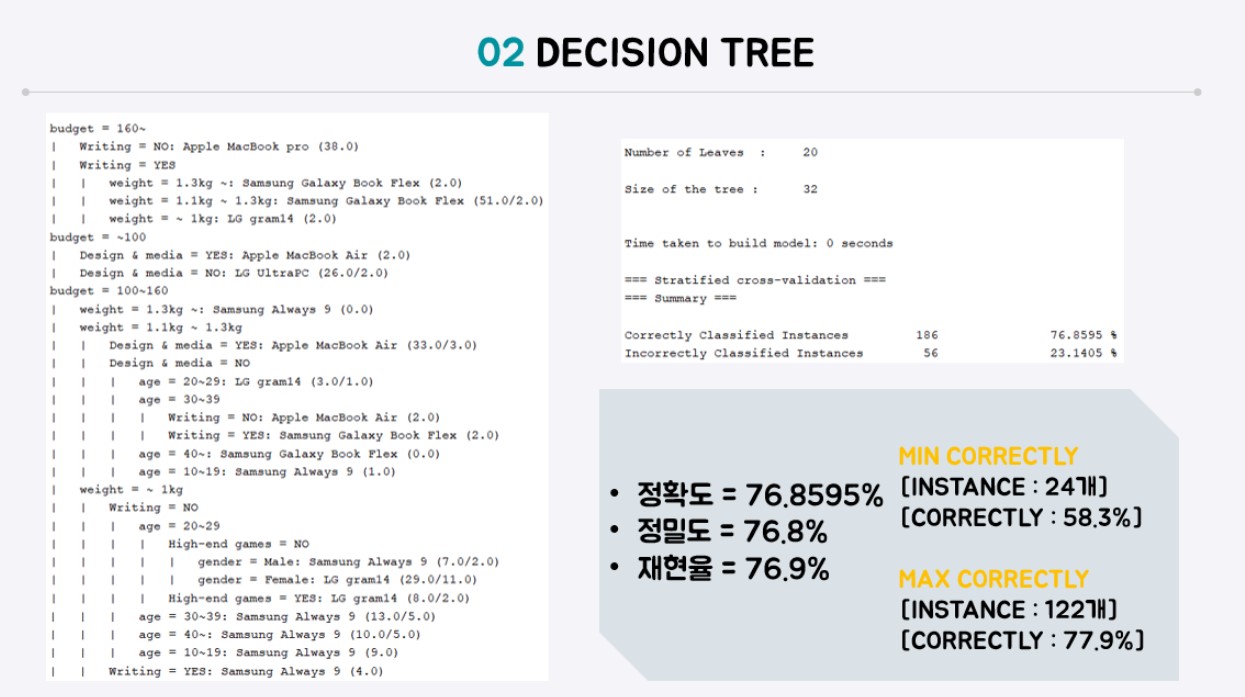 02 DECISION TREE
budget = 160~
|   Writing = NO: Apple MacBook pro (38.0)
|   Writing = YES
|   |   weight = 1.3kg ~: Samsung Galaxy Book Flex (2.0)
|   |   weight = 1.1kg ~ 1.3kg: Samsung Galaxy Book Flex (51.0/2.0)
|   |   weight = ~ 1kg: LG gram14 (2.0)
budget = ~100
|   Design & media = YES: Apple MacBook Air (2.0)
|   Design & media = NO: LG UltraPC (26.0/2.0)
budget = 100~160
|   weight = 1.3kg ~: Samsung Always 9 (0.0)
|   weight = 1.1kg ~ 1.3kg
|   |   Design & media = YES: Apple MacBook Air (33.0/3.0)
|   |   Design & media = NO
|   |   |   age = 20~29: LG gram14 (3.0/1.0)
|   |   |   age = 30~39
|   |   |   |   Writing = NO: Apple MacBook Air (2.0)
|   |   |   |   Writing = YES: Samsung Galaxy Book Flex (2.0)
|   |   |   age = 40~: Samsung Galaxy Book Flex (0.0)
|   |   |   age = 10~19: Samsung Always 9 (1.0)
|   weight = ~ 1kg
|   |   Writing = NO
|   |   |   age = 20~29
|   |   |   |   High-end games = NO
|   |   |   |   |   gender = Male: Samsung Always 9 (7.0/2.0)
|   |   |   |   |   gender = Female: LG gram14 (29.0/11.0)
|   |   |   |   High-end games = YES: LG gram14 (8.0/2.0)
|   |   |   age = 30~39: Samsung Always 9 (13.0/5.0)
|   |   |   age = 40~: Samsung Always 9 (10.0/5.0)
|   |   |   age = 10~19: Samsung Always 9 (9.0)
|   |   Writing = YES: Samsung Always 9 (4.0)
Number of Leaves  :     20
Size of the tree :      32
Time taken to build model: 0 seconds
=== Stratified cross-validation ===
=== Summary ===
Correctly Classified Instances         186               76.8595 %
Incorrectly Classified Instances        56               23.1405 %
• 정확도 = 76.8595%
• 정밀도 = 76.8%
• 재현율 = 76.9%
MIN CORRECTLY
[INSTANCE : 24개]
[CORRECTLY : 58.3%]
MAX CORRECTLY
[INSTANCE : 122개]
[CORRECTLY : 77.9%]